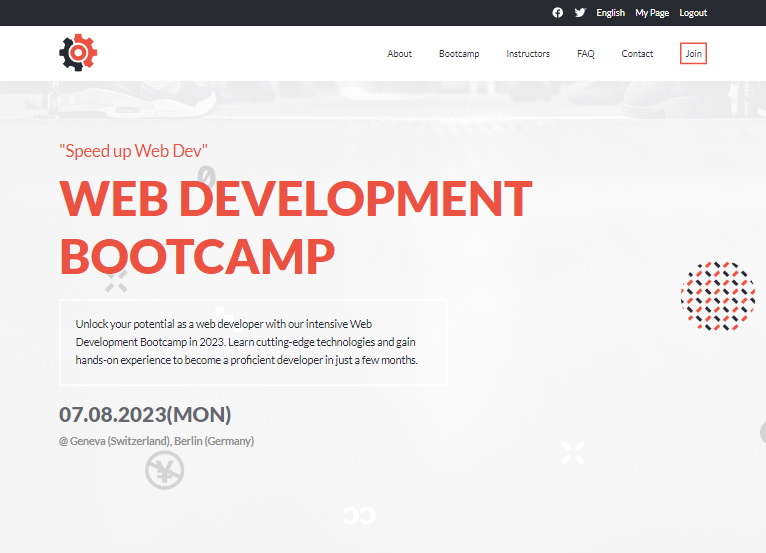 English My Page Logout
About Bootcamp Instructors FAQ Contact Join
"Speed up Web Dev"
WEB DEVELOPMENT
BOOTCAMP
Unlock your potential as a web developer with our intensive Web
Development Bootcamp in 2023. Learn cutting-edge technologies and gain
hands-on experience to become a proficient developer in just a few months.
07.08.2023(MON)
@ Geneva (Switzerland), Berlin (Germany)